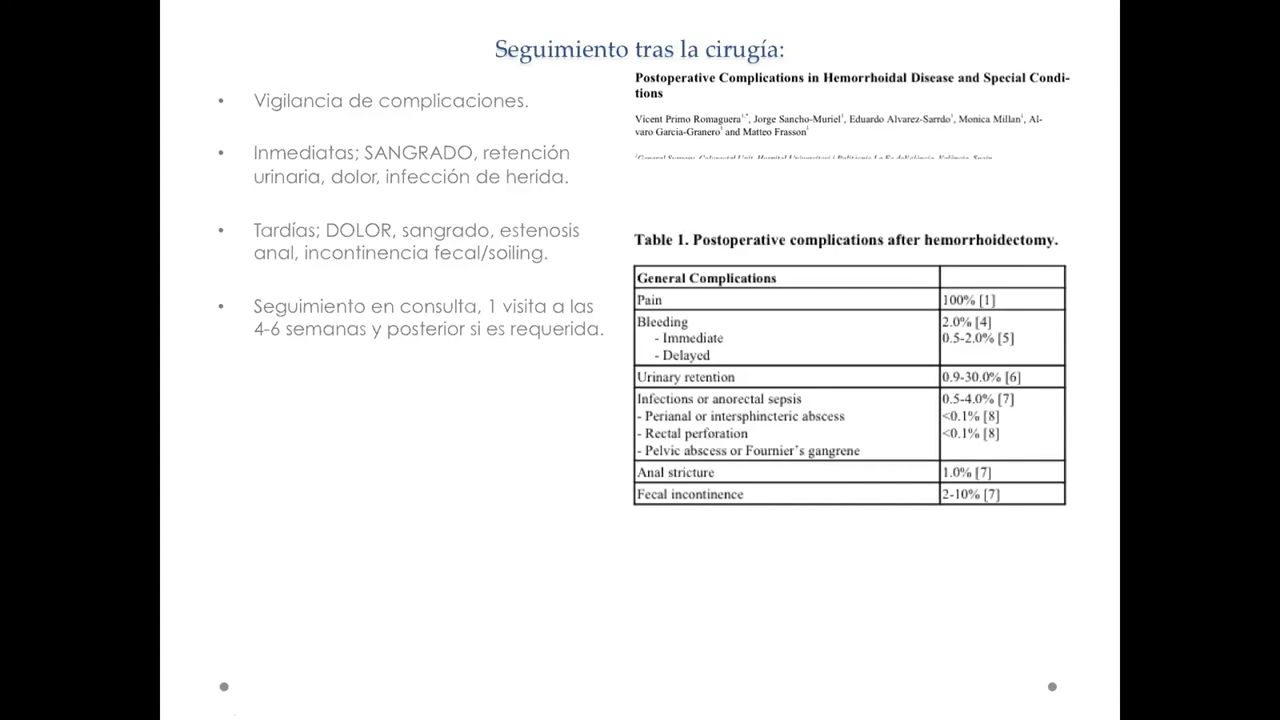 Seguimiento tras la cirugía:
• Vigilancia de complicaciones.
• Inmediatas; SANGRADO, retención
urinaria, dolor, infección de herida.
• Tardías; DOLOR, sangrado, estenosis
anal, incontinencia fecal/soiling.
• Seguimiento en consulta, 1 visita a las
4-6 semanas y posterior si es requerida.
Postoperative Complications in Hemorrhoidal Disease and Special Condi-
tions
Vicent Primo Romaguera1,*, Jorge Sancho-Muriel1, Eduardo Alvarez-Sarrdo1, Monica Millan1, Al-
varo Garcia-Granero1 and Matteo Frasson1
Table 1. Postoperative complications after hemorrhoidectomy.
General Complications
Pain 100% [1]
Bleeding 2.0% [4]
- Immediate 0.5-2.0% [5]
- Delayed
Urinary retention 0.9-30.0% [6]
Infections or anorectal sepsis 0.5-4.0% [7]
- Perianal or intersphincteric abscess <0.1% [8]
- Rectal perforation <0.1% [8]
- Pelvic abscess or Fournier's gangrene
Anal stricture 1.0% [7]
Fecal incontinence 2-10% [7]